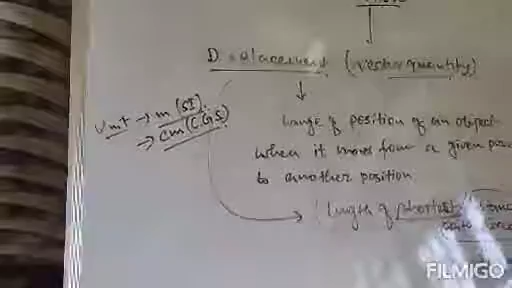 Displacement (vector quantity)
Unit → m (SI)
→ cm (C.G.S)
change of position of an object
when it moves from a given
to another position.
(length of shortest
FILMIGO